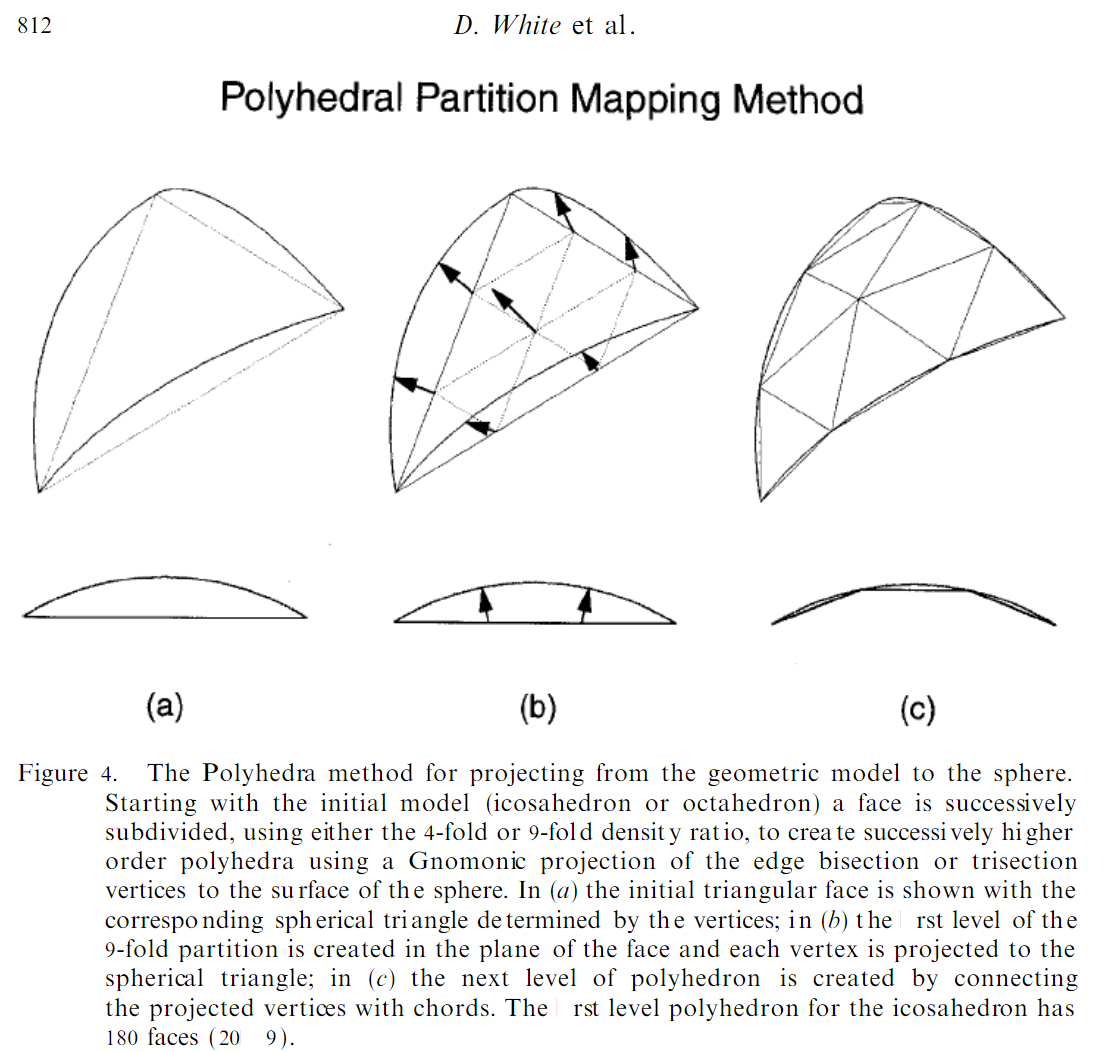 812
D. White et al.
Polyhedral Partition Mapping Method
(a)
(b)
(c)
Figure 4. The Polyhedra method for projecting from the geometric model to the sphere.
Starting with the initial model (icosahedron or octahedron) a face is successively
subdivided, using either the 4-fold or 9-fold density ratio, to create successively higher
order polyhedra using a Gnomonic projection of the edge bisection or trisection
vertices to the surface of the sphere. In (a) the initial triangular face is shown with the
corresponding spherical triangle determined by the vertices; in (b) the rst level of the
9-fold partition is created in the plane of the face and each vertex is projected to the
spherical triangle; in (c) the next level of polyhedron is created by connecting
the projected vertices with chords. The rst level polyhedron for the icosahedron has
180 faces (20 9).